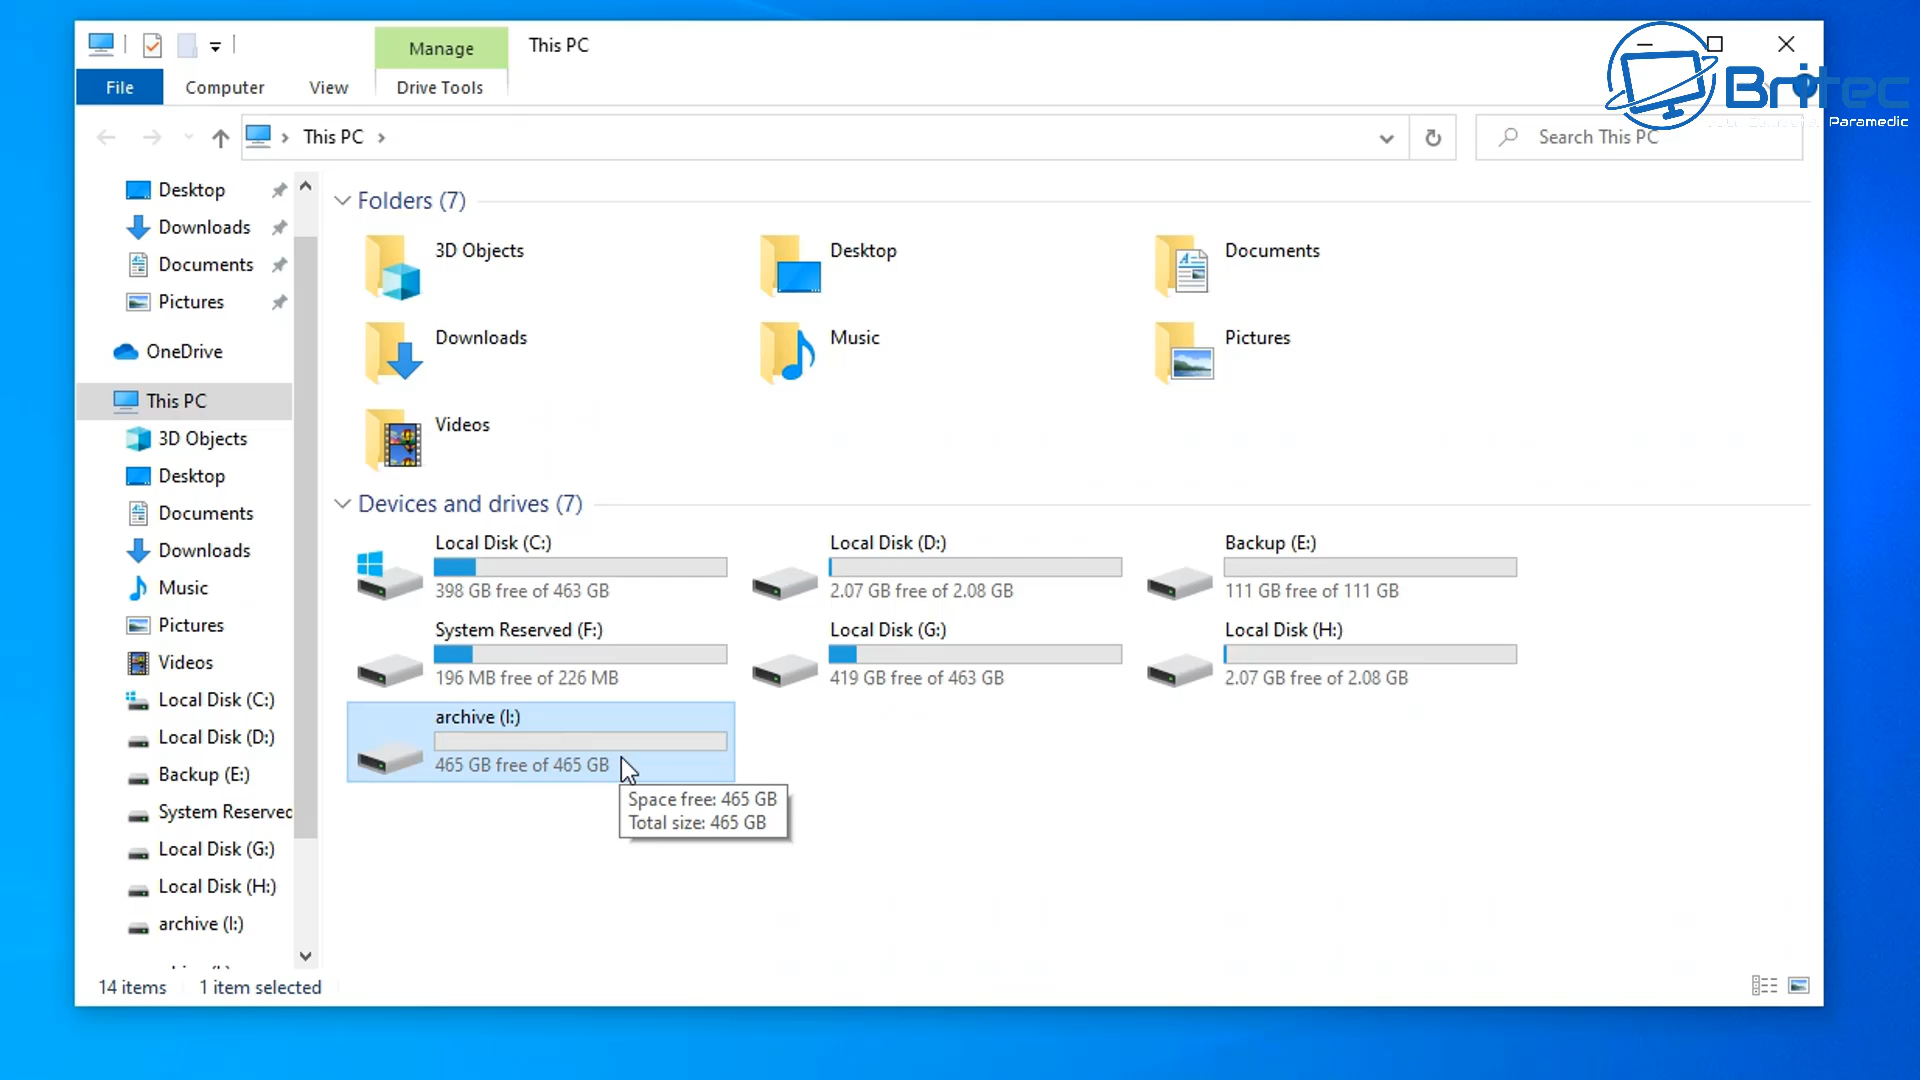 Manage
This PC
File
Computer
View
Drive Tools
This PC
Search This PC
Britec
Paramedic
Desktop
Downloads
Documents
Pictures
OneDrive
This PC
3D Objects
Desktop
Documents
Downloads
Music
Pictures
Videos
Local Disk (C:)
Local Disk (D:)
Backup (E:)
System Reserved
Local Disk (G:)
Local Disk (H:)
archive (I:)
Folders (7)
3D Objects
Desktop
Documents
Downloads
Music
Pictures
Videos
Devices and drives (7)
Local Disk (C:)
398 GB free of 463 GB
Local Disk (D:)
2.07 GB free of 2.08 GB
Backup (E:)
111 GB free of 111 GB
System Reserved (F:)
196 MB free of 226 MB
Local Disk (G:)
419 GB free of 463 GB
Local Disk (H:)
2.07 GB free of 2.08 GB
archive (I:)
465 GB free of 465 GB
Space free: 465 GB
Total size: 465 GB
14 items
1 item selected